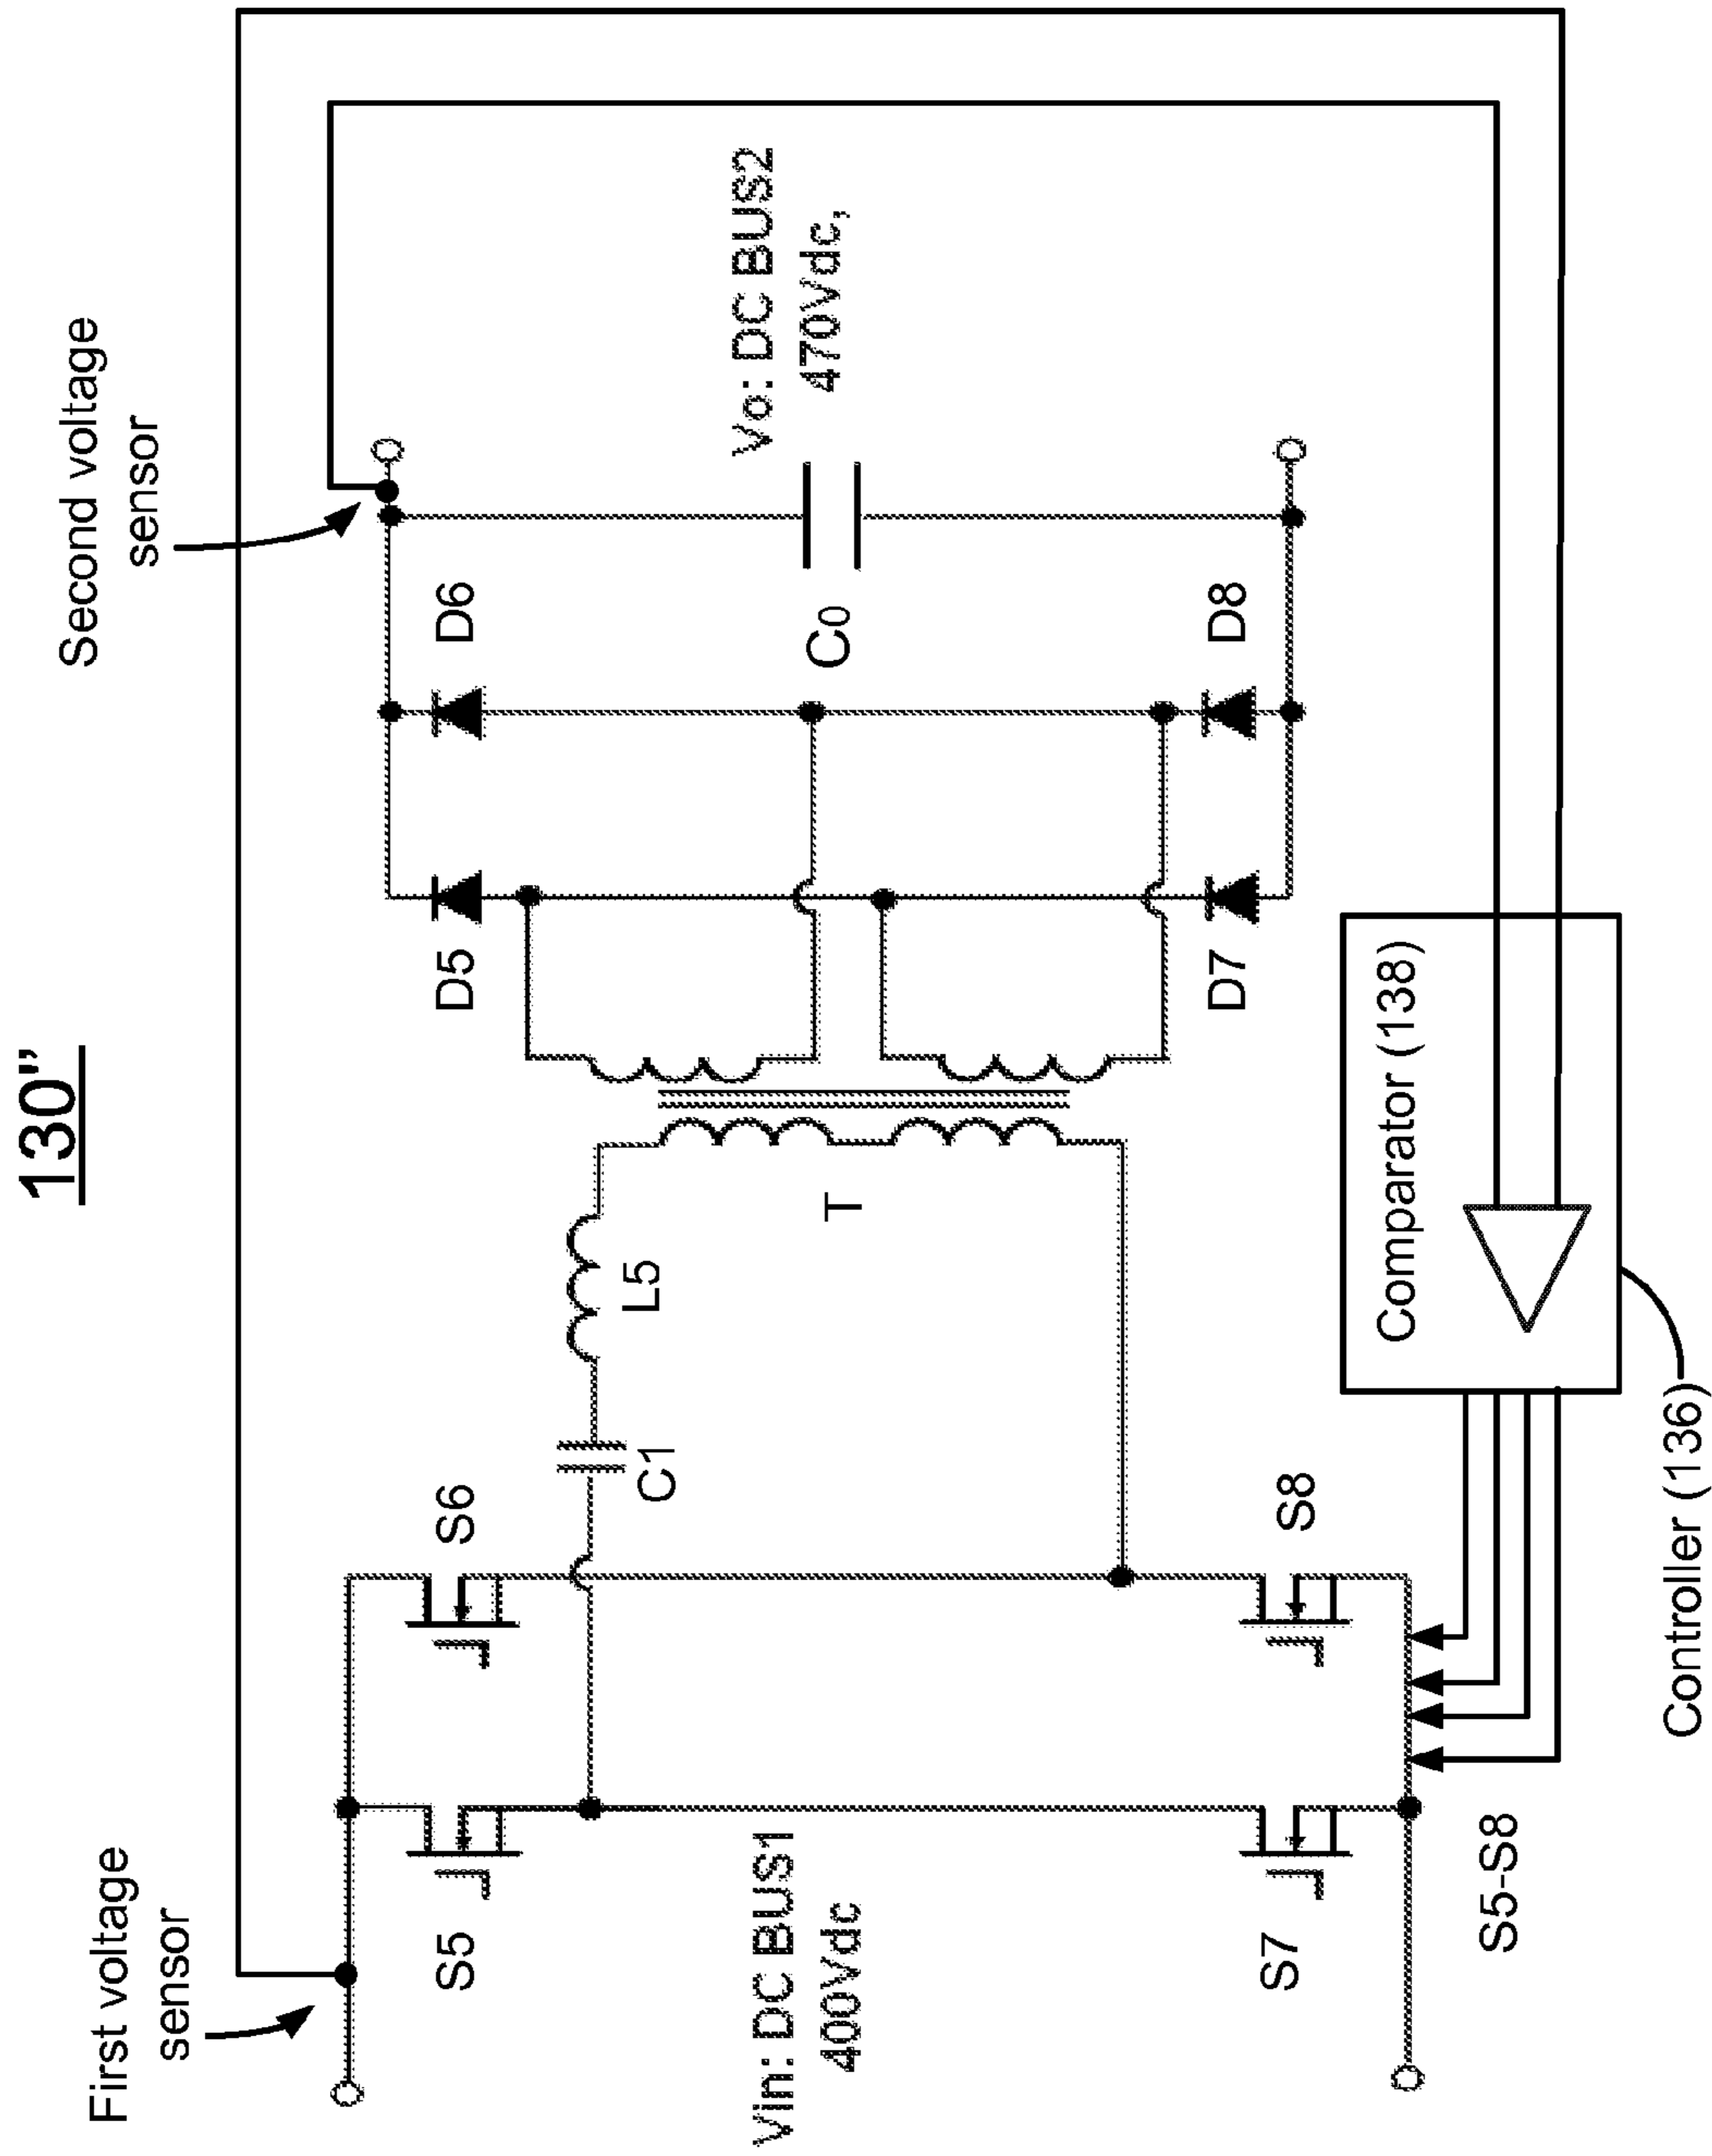 130"
First voltage
sensor
Second voltage
sensor
S5
S6
D5
D6
C1
L5
T
C0
Vin: DC BUS1
400Vdc
Vo: DC BUS2
470Vdc,
S7
S8
D7
D8
S5-S8
Comparator (138)
Controller (136)